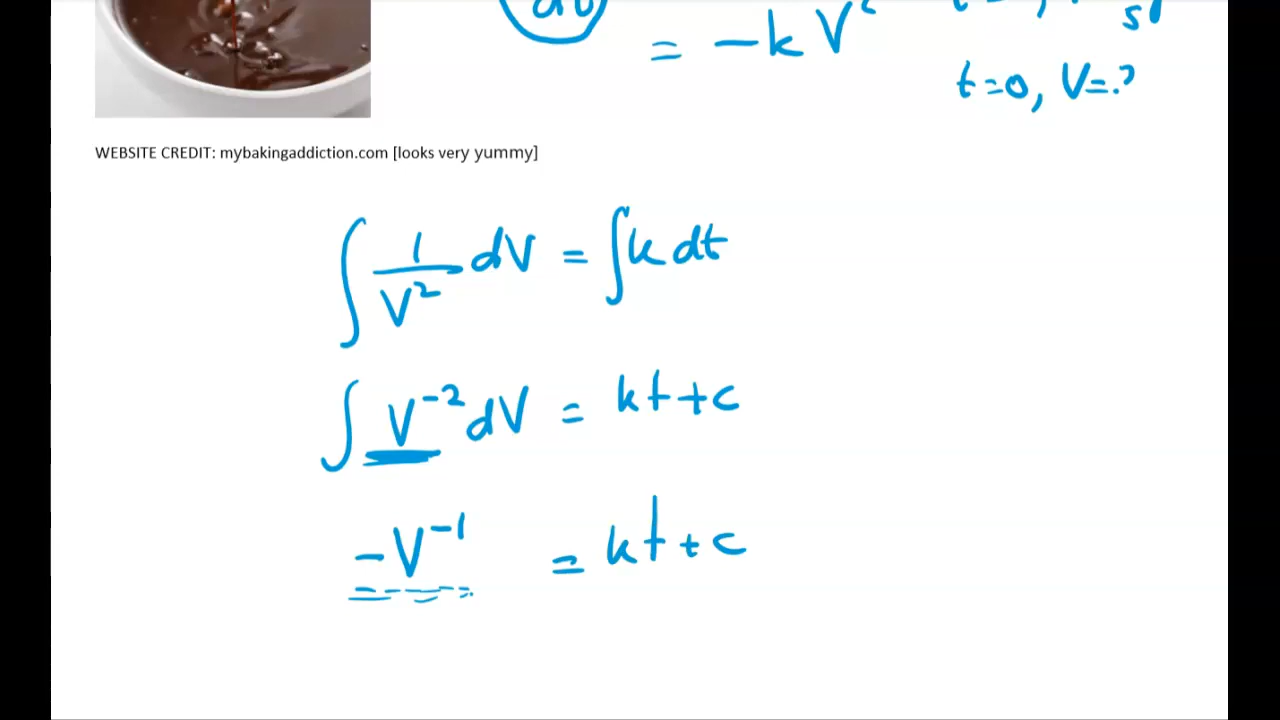 = -kV²
t=0, V=?
WEBSITE CREDIT: mybakingaddiction.com [looks very yummy]
∫ 1/V² dV = ∫ k dt
∫ V⁻² dV = kt + c
-V⁻¹ = kt + c